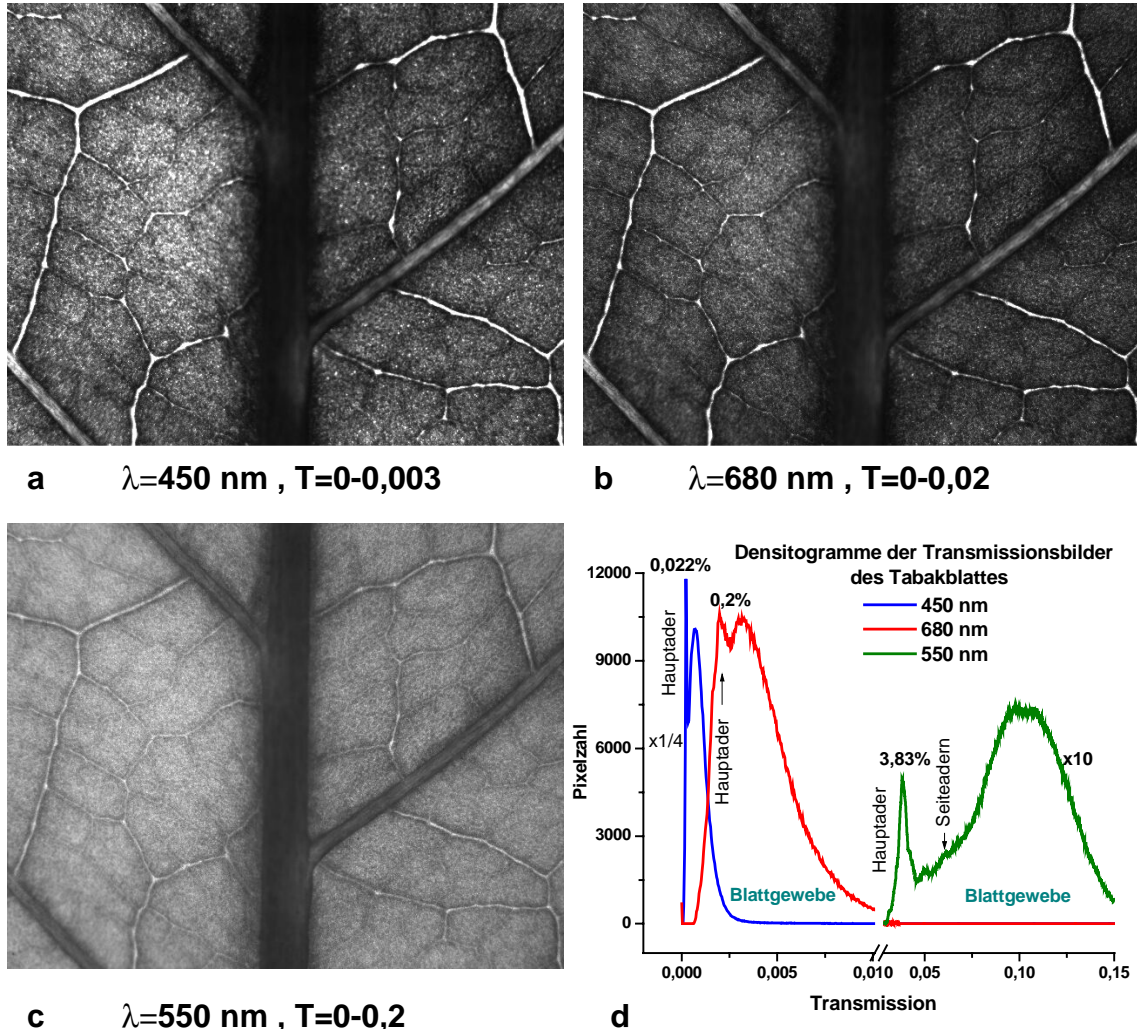 a λ=450 nm , T=0-0,003
b λ=680 nm , T=0-0,02
Densitogramme der Transmissionsbilder
des Tabakblattes
450 nm
680 nm
550 nm
12000
9000
6000
3000
0
Pixelzahl
0,022%
Hauptader
x1/4
0,2%
Hauptader
3,83%
Hauptader
Seiteadern
x10
Blattgewebe
Blattgewebe
0,000 0,005 0,010 0,05 0,10 0,15
Transmission
c λ=550 nm , T=0-0,2
d